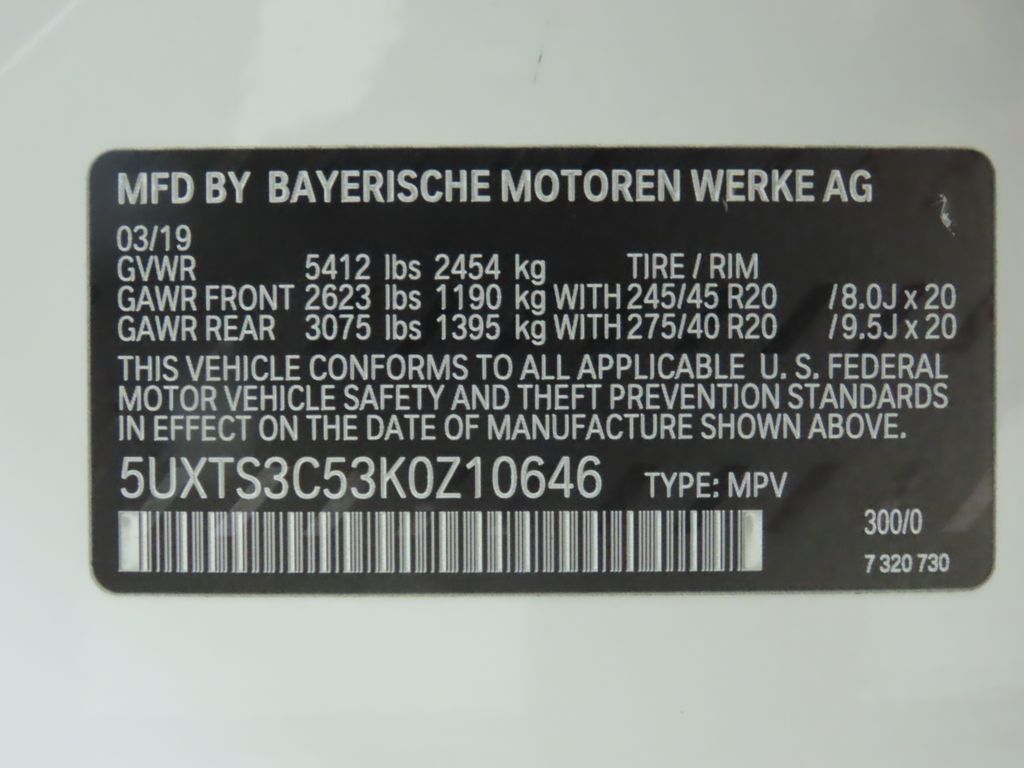 MFD BY BAYERISCHE MOTOREN WERKE AG
03/19
GVWR 5412 lbs 2454 kg TIRE / RIM
GAWR FRONT 2623 lbs 1190 kg WITH 245/45 R20 /8.0J x 20
GAWR REAR 3075 lbs 1395 kg WITH 275/40 R20 /9.5J x 20
THIS VEHICLE CONFORMS TO ALL APPLICABLE U. S. FEDERAL
MOTOR VEHICLE SAFETY AND THEFT PREVENTION STANDARDS
IN EFFECT ON THE DATE OF MANUFACTURE SHOWN ABOVE.
5UXTS3C53K0Z10646 TYPE: MPV
300/0
7 320 730